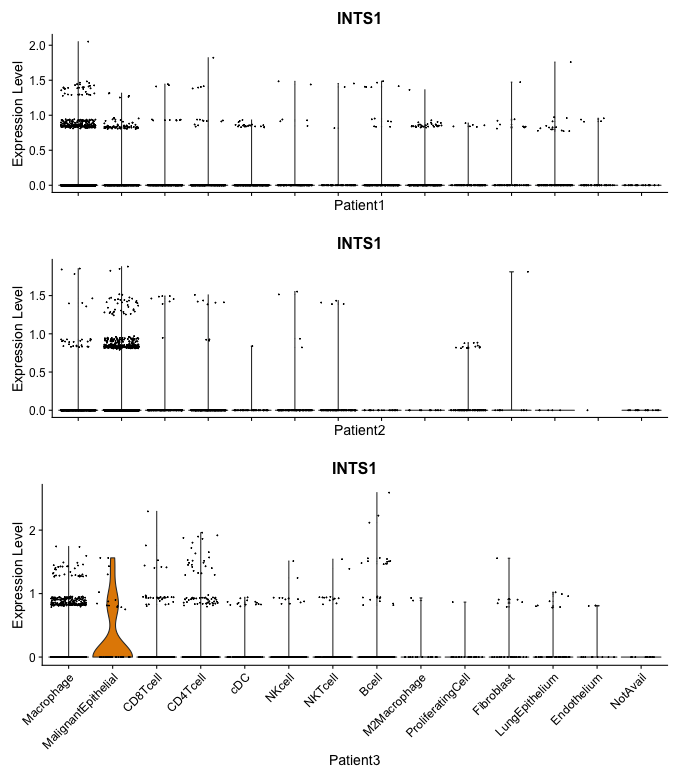 INTS1
Expression Level
2.0
1.5
1.0
0.5
0.0
Patient1
INTS1
Expression Level
1.5
1.0
0.5
0.0
Patient2
INTS1
Expression Level
2
1
0
Macrophage
MalignantEpithelial
CD8Tcell
CD4Tcell
cDC
NKcell
NKTcell
Bcell
M2Macrophage
ProliferatingCell
Fibroblast
LungEpithelium
Endothelium
NotAvail
Patient3